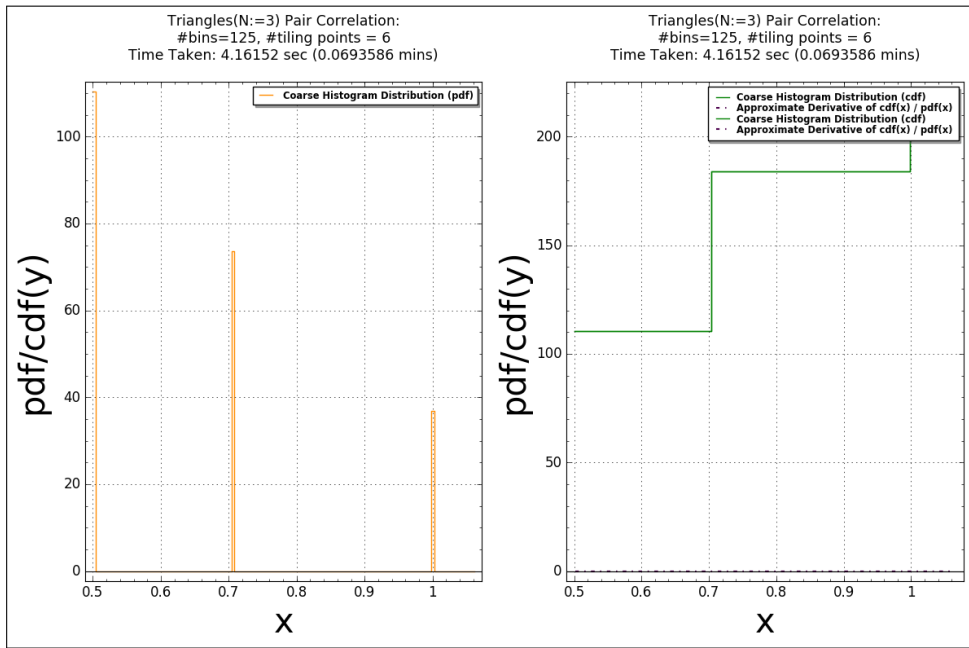 Triangles(N:=3) Pair Correlation:
#bins=125, #tiling points = 6
Time Taken: 4.16152 sec (0.0693586 mins)
Coarse Histogram Distribution (pdf)
pdf/cdf(y)
100
80
60
40
20
0
0.5
0.6
0.7
0.8
0.9
1
x
Triangles(N:=3) Pair Correlation:
#bins=125, #tiling points = 6
Time Taken: 4.16152 sec (0.0693586 mins)
Coarse Histogram Distribution (cdf)
Approximate Derivative of cdf(x) / pdf(x)
Coarse Histogram Distribution (cdf)
Approximate Derivative of cdf(x) / pdf(x)
pdf/cdf(y)
200
150
100
50
0
0.5
0.6
0.7
0.8
0.9
1
x